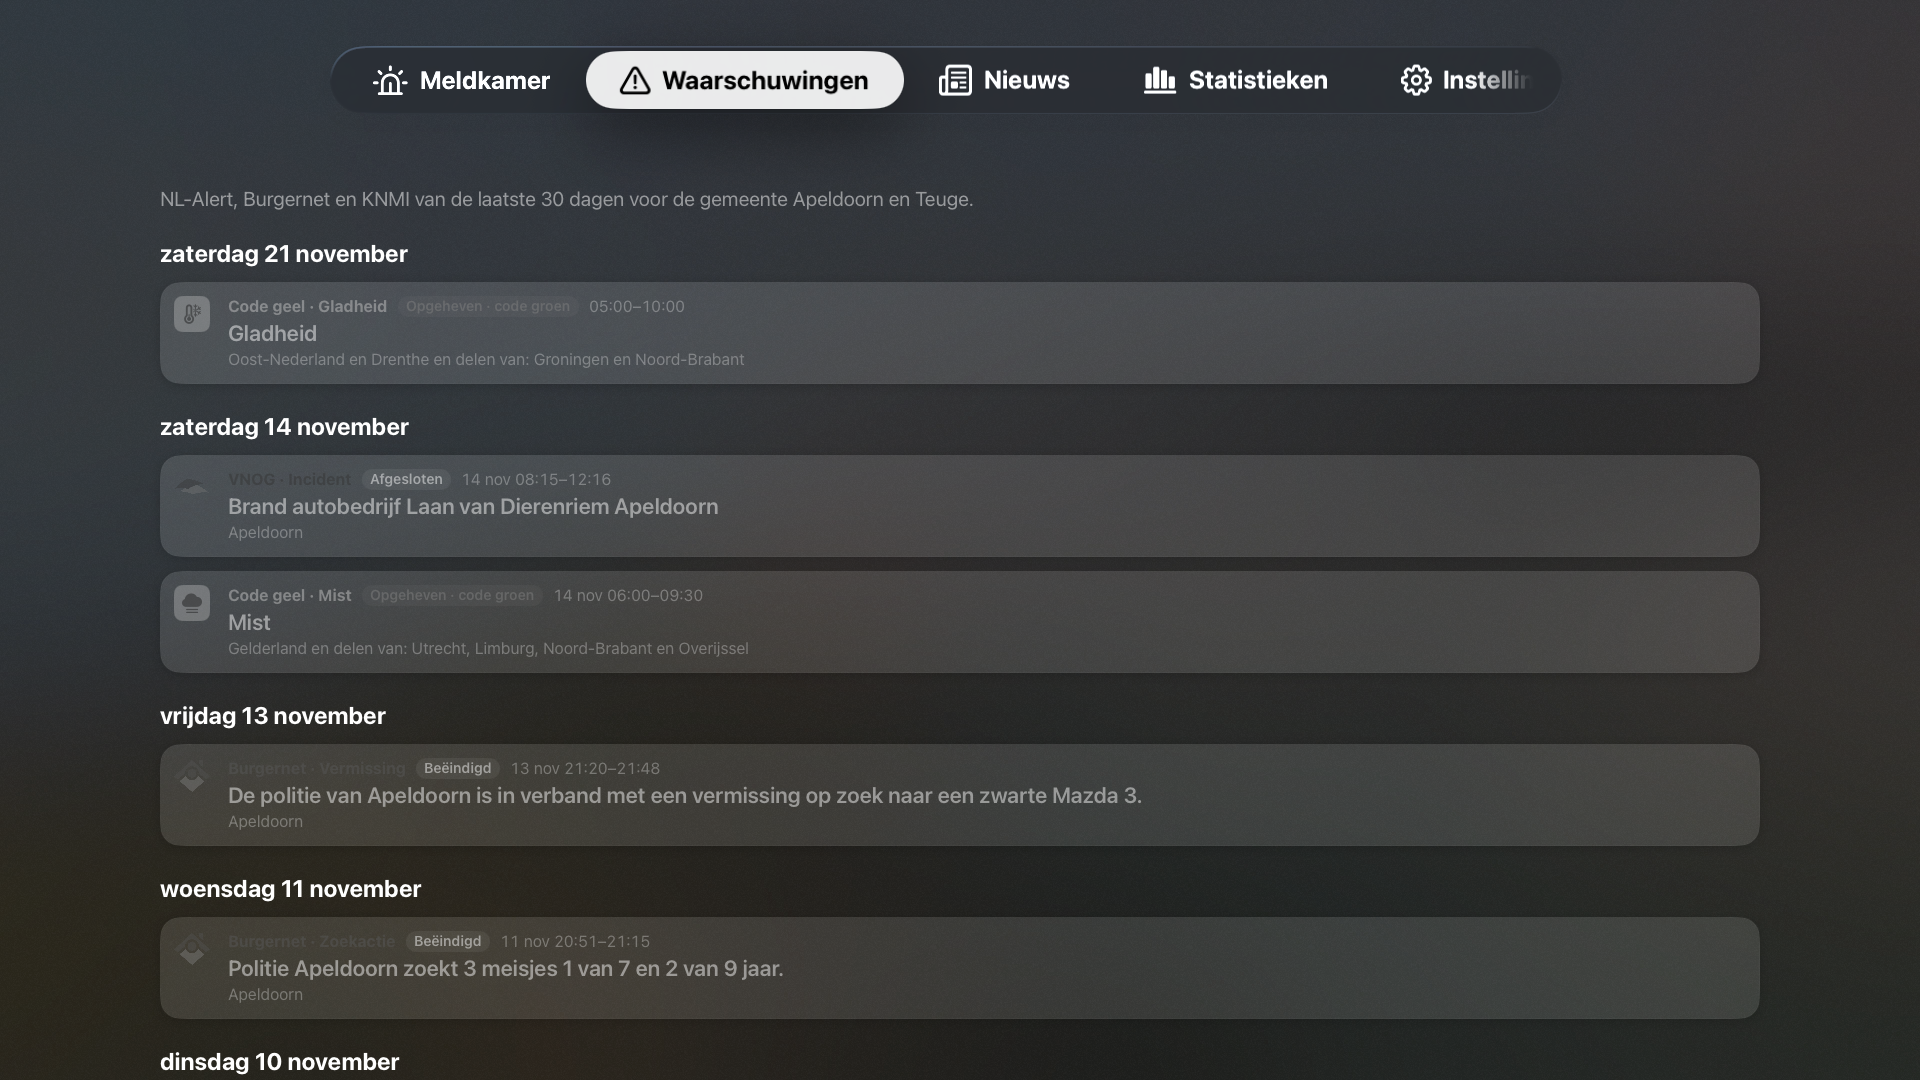 Meldkamer
Waarschuwingen
Nieuws
Statistieken
Instellin
NL-Alert, Burgernet en KNMI van de laatste 30 dagen voor de gemeente Apeldoorn en Teuge.
zaterdag 21 november
Code geel · Gladheid Opgeheven · code groen 05:00–10:00
Gladheid
Oost-Nederland en Drenthe en delen van: Groningen en Noord-Brabant
zaterdag 14 november
VNOG · Incident Afgesloten 14 nov 08:15–12:16
Brand autobedrijf Laan van Dierenriem Apeldoorn
Apeldoorn
Code geel · Mist Opgeheven · code groen 14 nov 06:00–09:30
Mist
Gelderland en delen van: Utrecht, Limburg, Noord-Brabant en Overijssel
vrijdag 13 november
Burgernet · Vermissing Beëindigd 13 nov 21:20–21:48
De politie van Apeldoorn is in verband met een vermissing op zoek naar een zwarte Mazda 3.
Apeldoorn
woensdag 11 november
Burgernet · Zoekactie Beëindigd 11 nov 20:51–21:15
Politie Apeldoorn zoekt 3 meisjes 1 van 7 en 2 van 9 jaar.
Apeldoorn
dinsdag 10 november